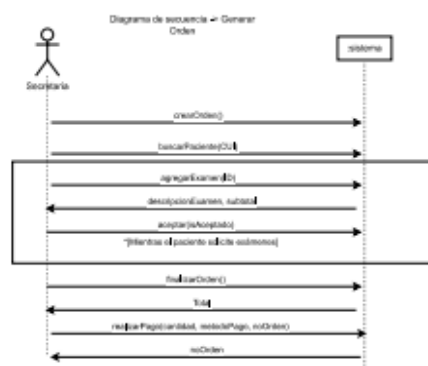 Diagrama de secuencia -> Generar
Orden
:sistema
Secretaria
crearOrden()
buscarPaciente(CUI)
agregarExamen(ID)
descripcionExamen, subtotal
aceptar(isAceptado)
*[Mientras el paciente solicite exámenes]
finalizarOrden()
Total
realizarPago(cantidad, metodoPago, noOrden)
noOrden